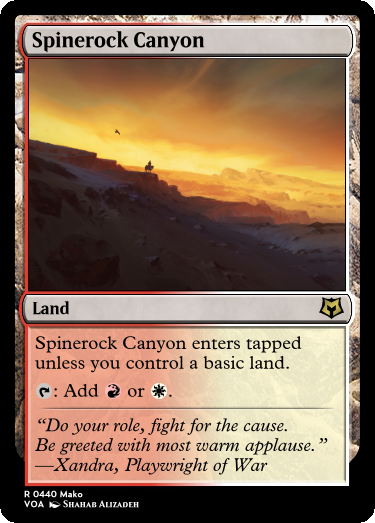 Spinerock Canyon
Land
Spinerock Canyon enters tapped
unless you control a basic land.
: Add or .
“Do your role, fight for the cause.
Be greeted with most warm applause.”
—Xandra, Playwright of War
R 0440 Mako
VOA Shahab Alizadeh